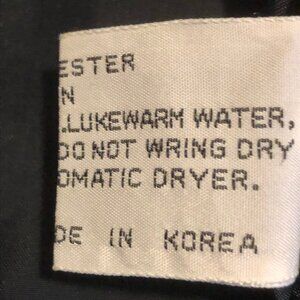 ESTER
N
.LUKEWARM WATER,
DO NOT WRING DRY
OMATIC DRYER.
DE IN KOREA